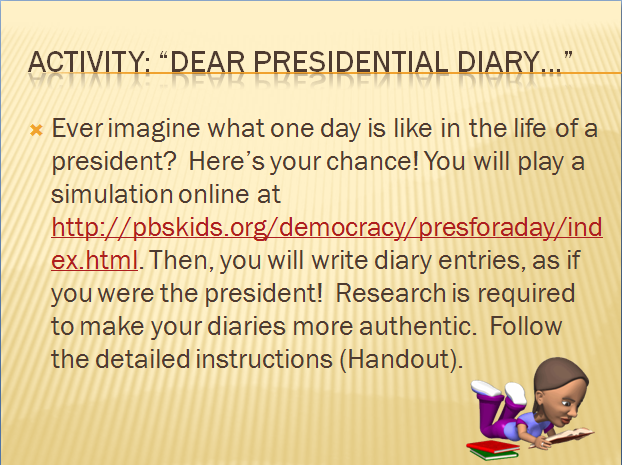 ACTIVITY: “DEAR PRESIDENTIAL DIARY...”
Ever imagine what one day is like in the life of a
president?  Here’s your chance! You will play a
simulation online at
http://pbskids.org/democracy/presforaday/ind
ex.html. Then, you will write diary entries, as if
you were the president!  Research is required
to make your diaries more authentic.  Follow
the detailed instructions (Handout).